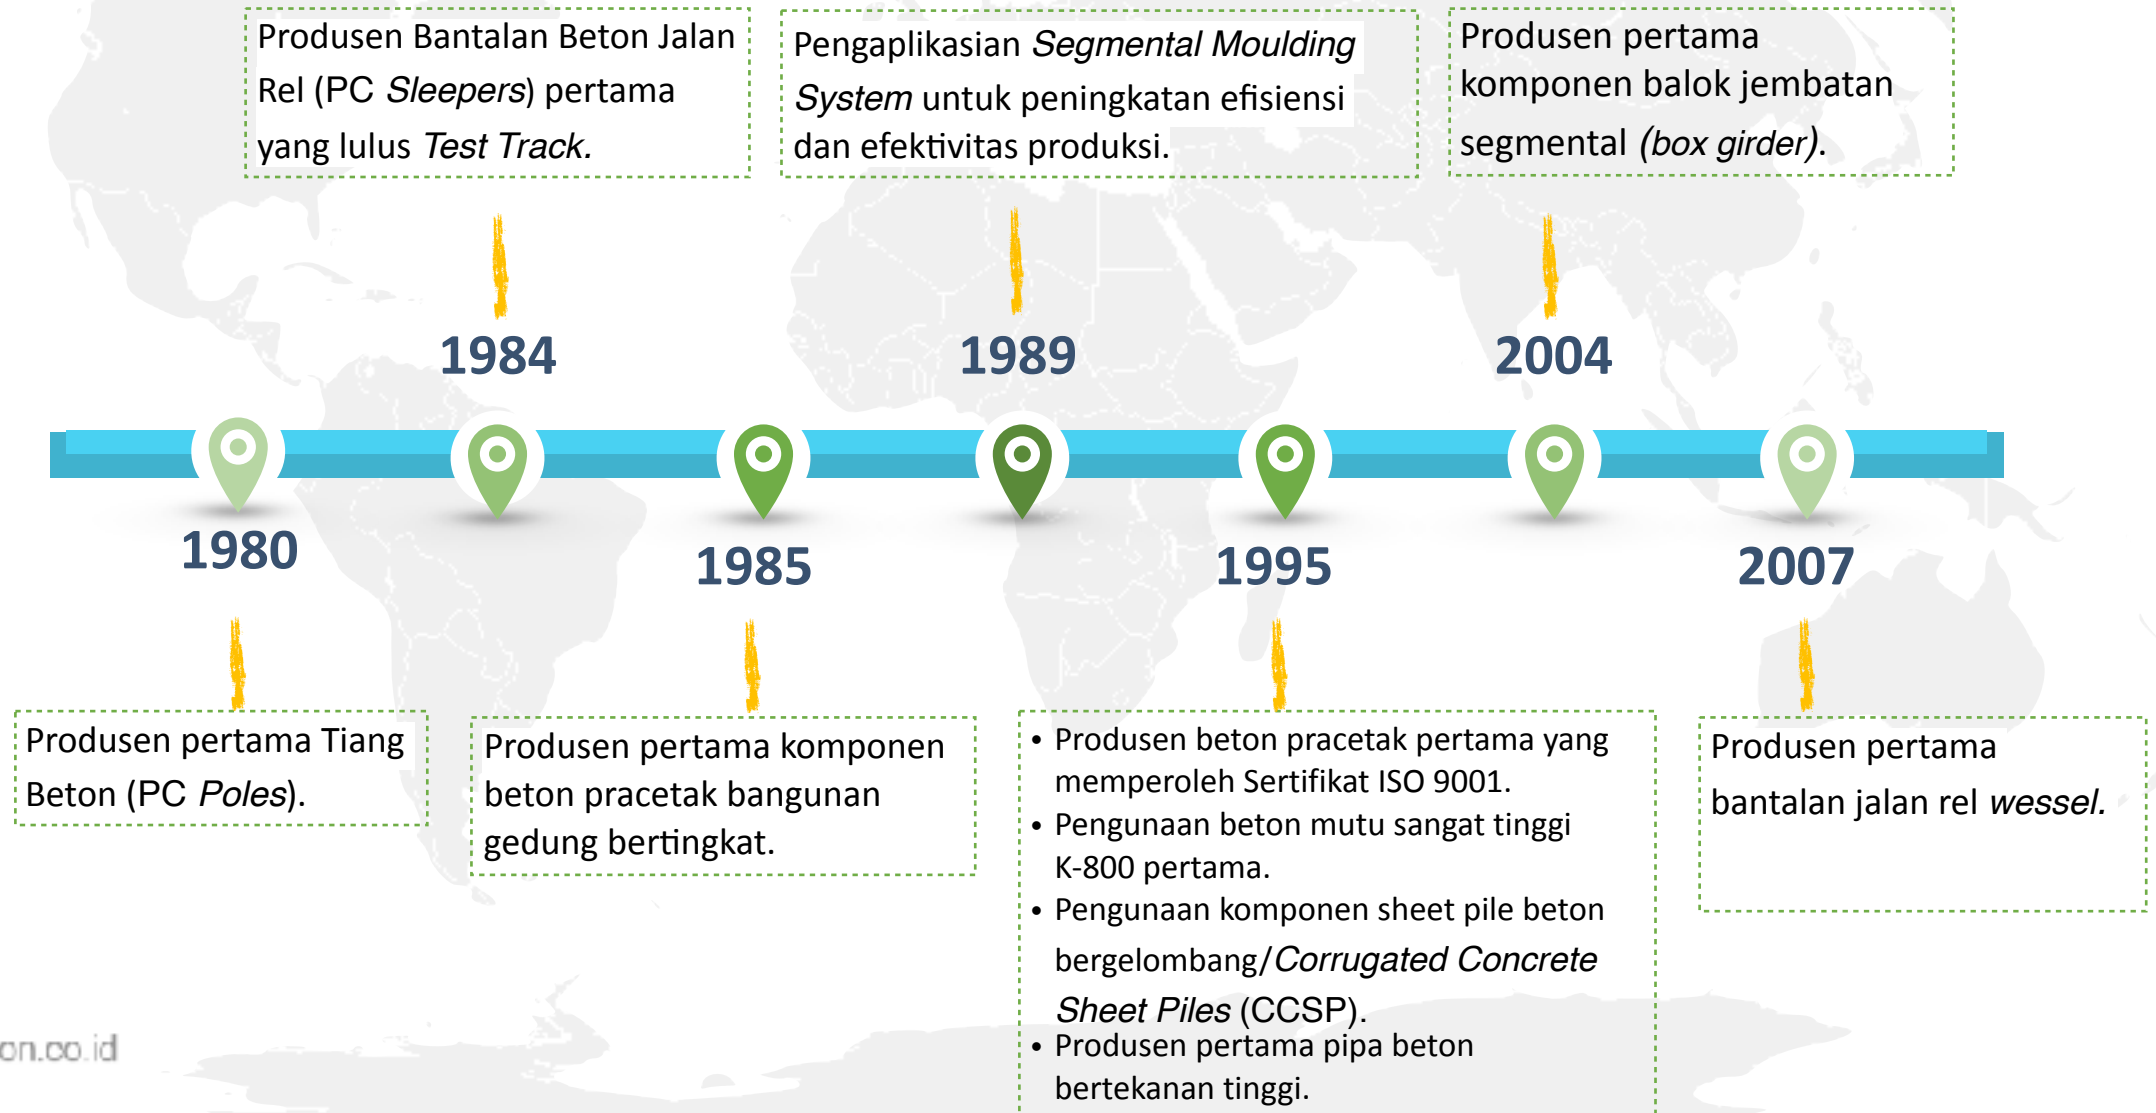 Produsen Bantalan Beton Jalan
Rel (PC Sleepers) pertama
yang lulus Test Track.
Pengaplikasian Segmental Moulding
System untuk peningkatan efisiensi
dan efektivitas produksi.
Produsen pertama
komponen balok jembatan
segmental (box girder).
1984
1989
2004
1980
1985
1995
2007
Produsen pertama Tiang
Beton (PC Poles).
Produsen pertama komponen
beton pracetak bangunan
gedung bertingkat.
• Produsen beton pracetak pertama yang
memperoleh Sertifikat ISO 9001.
• Pengunaan beton mutu sangat tinggi
K-800 pertama.
• Pengunaan komponen sheet pile beton
bergelombang/Corrugated Concrete
Sheet Piles (CCSP).
• Produsen pertama pipa beton
bertekanan tinggi.
Produsen pertama
bantalan jalan rel wessel.
on.co.id